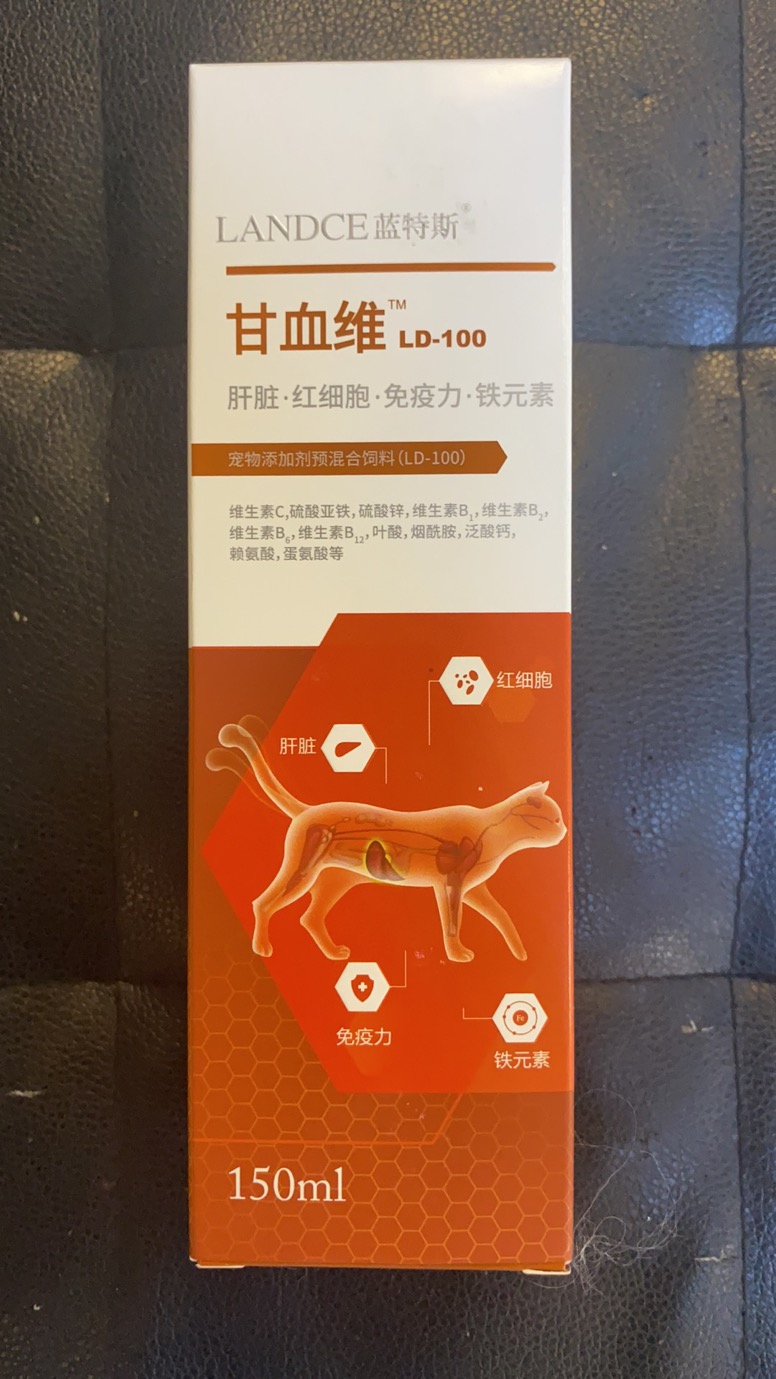 LANDCE 蓝特斯®
甘血维™ LD-100
肝脏·红细胞·免疫力·铁元素
宠物添加剂预混合饲料(LD-100)
维生素C,硫酸亚铁,硫酸锌,维生素B₁,维生素B₂,
维生素B₆,维生素B₁₂,叶酸,烟酰胺,泛酸钙,
赖氨酸,蛋氨酸等
红细胞
肝脏
免疫力
Fe
铁元素
150ml